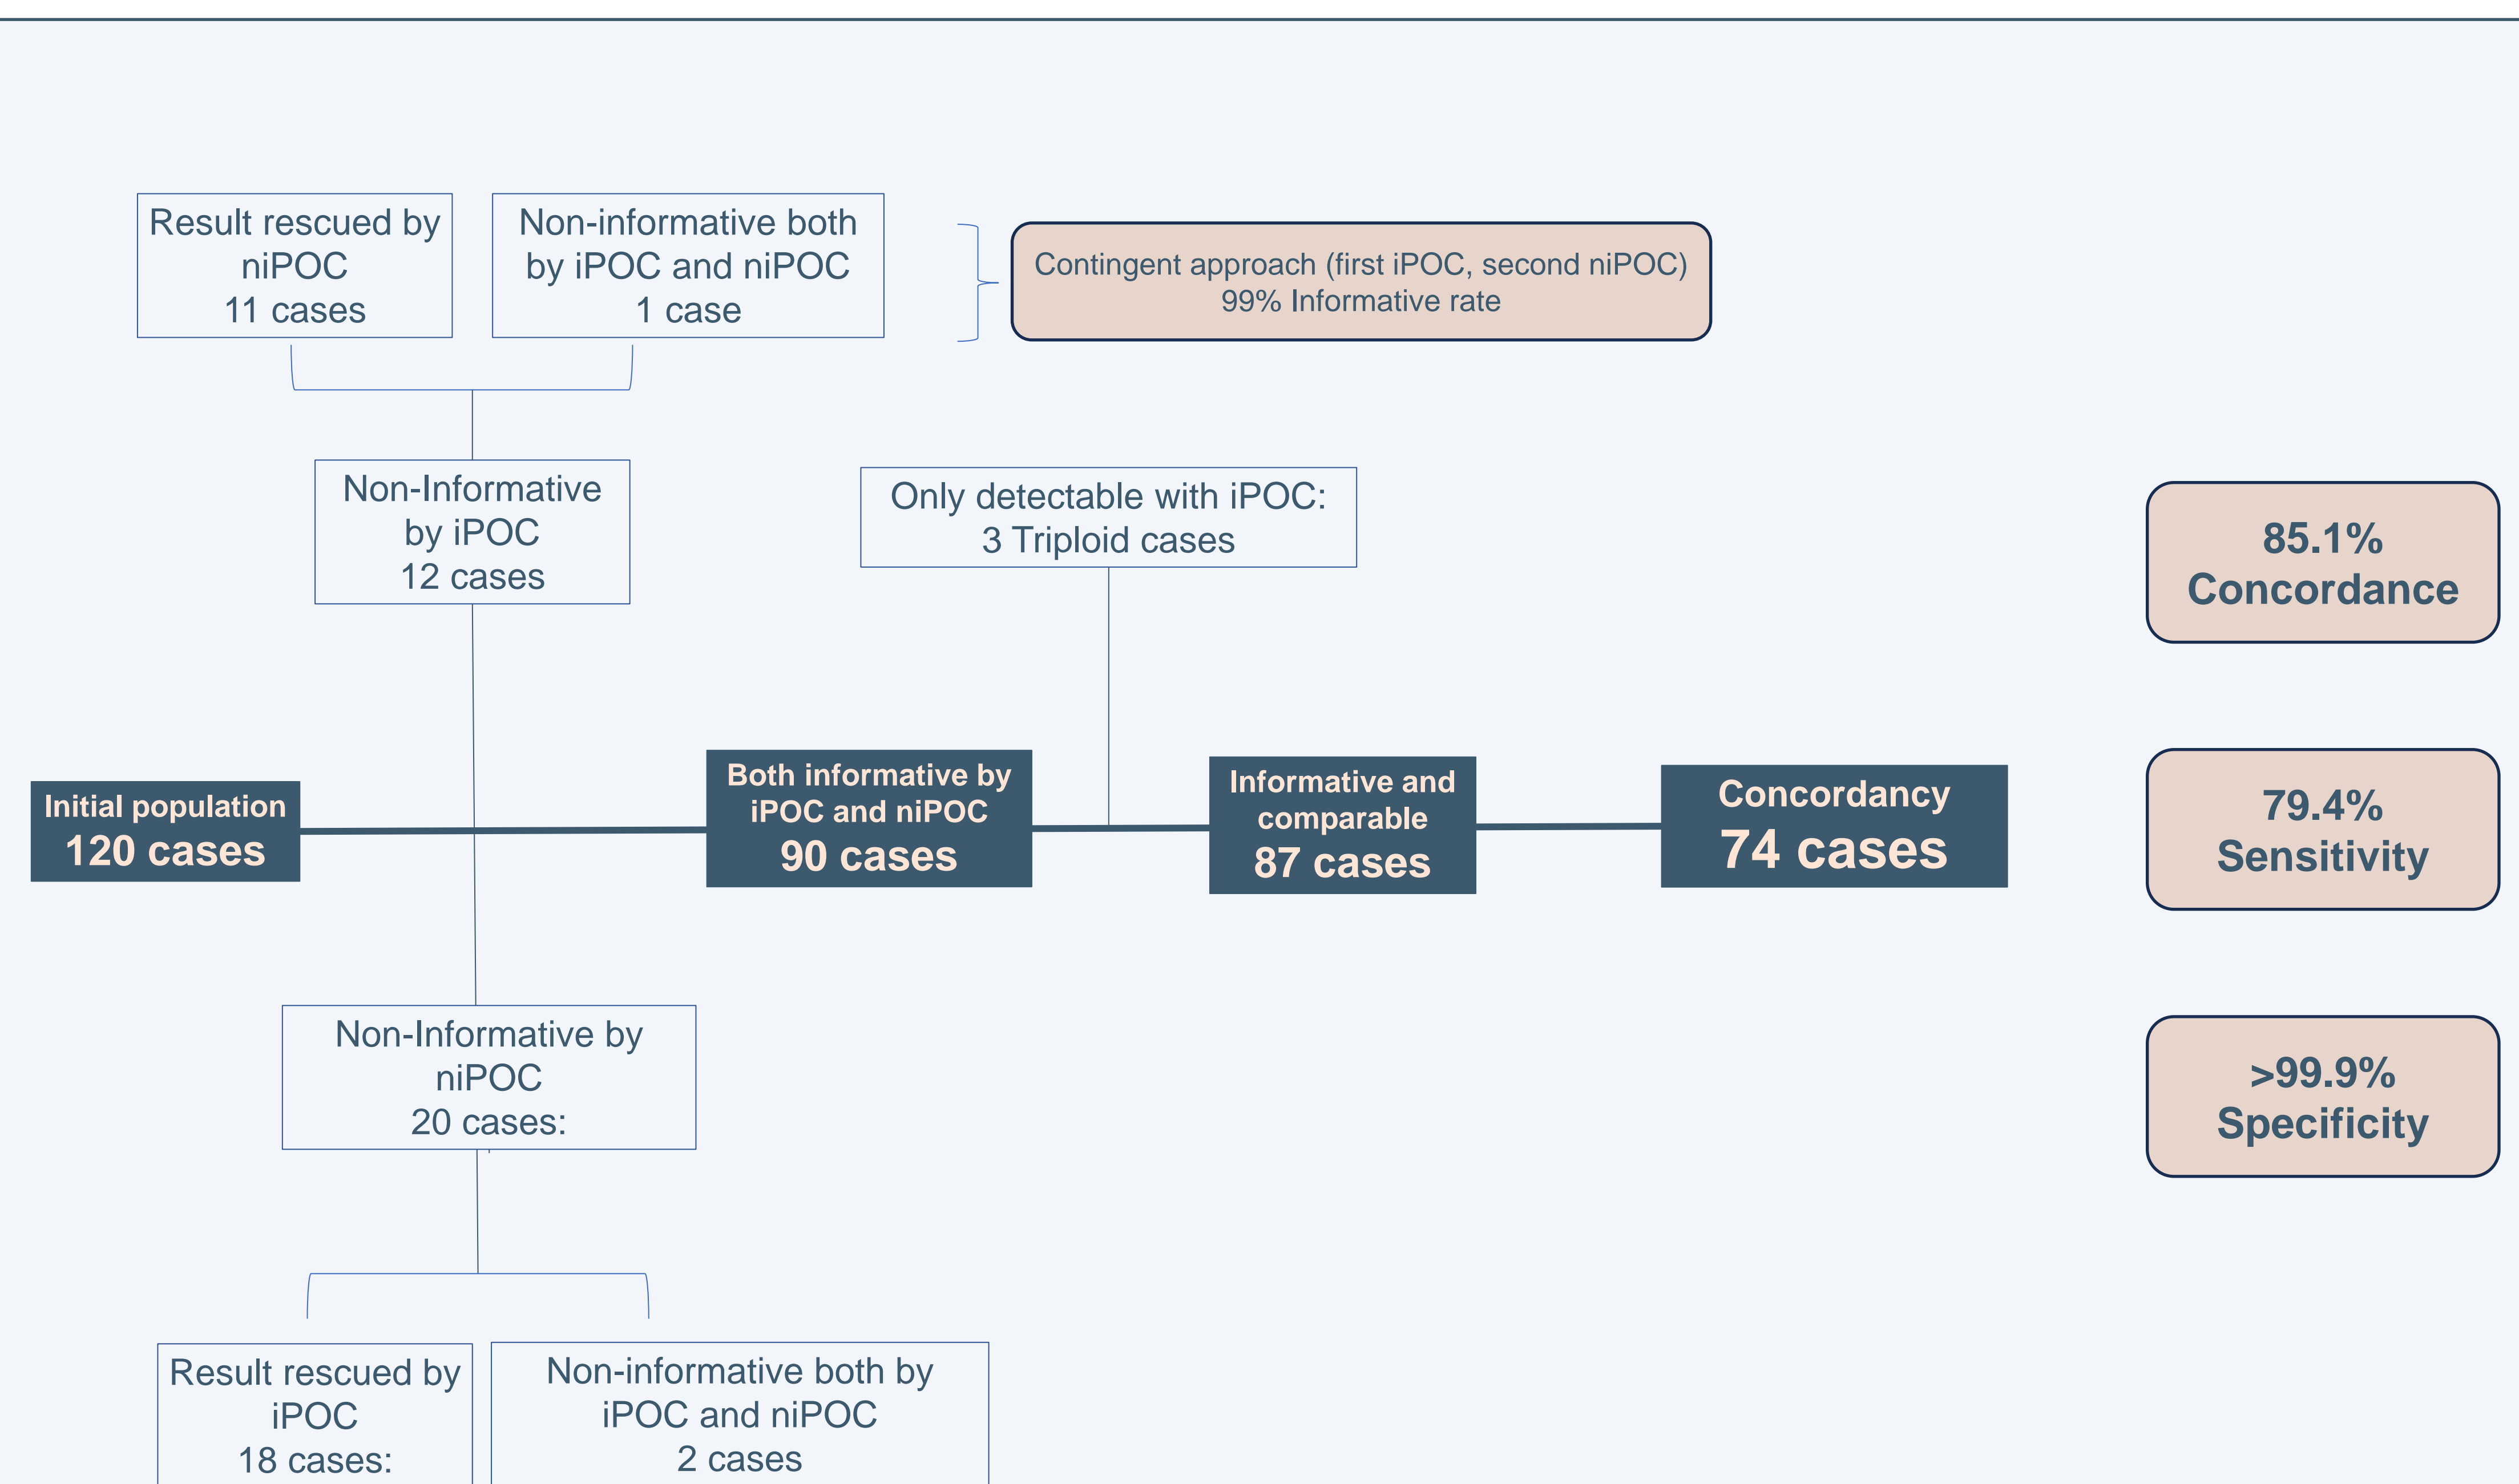 Result rescued by
niPOC
11 cases
Non-informative both
by iPOC and niPOC
1 case
Contingent approach (first iPOC, second niPOC)
99% Informative rate
Non-Informative
by iPOC
12 cases
Only detectable with iPOC:
3 Triploid cases
85.1%
Concordance
Initial population
120 cases
Both informative by
iPOC and niPOC
90 cases
Informative and
comparable
87 cases
Concordancy
74 cases
79.4%
Sensitivity
Non-Informative by
niPOC
20 cases:
>99.9%
Specificity
Result rescued by
iPOC
18 cases:
Non-informative both by
iPOC and niPOC
2 cases